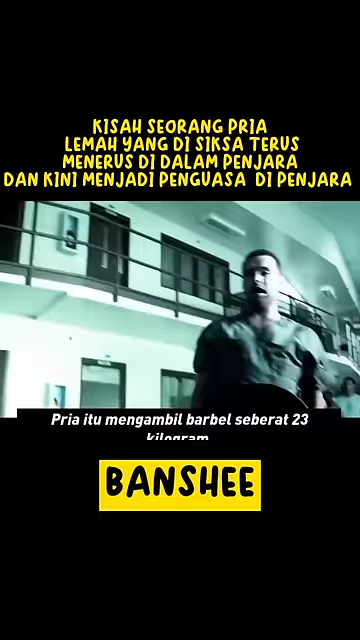 KISAH SEORANG PRIA
LEMAH YANG DI SIKSA TERUS
MENERUS DI DALAM PENJARA
DAN KINI MENJADI PENGUASA DI PENJARA
Pria itu mengambil barbel seberat 23
kilogram
BANSHEE